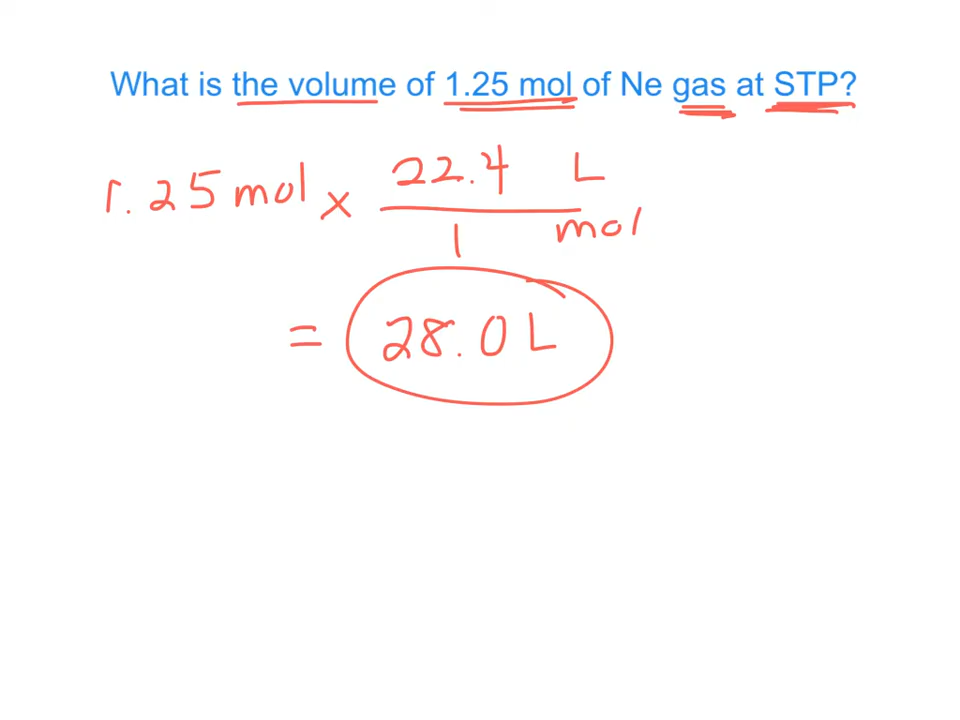 What is the volume of 1.25 mol of Ne gas at STP?
1.25 mol x 22.4 L
1 mol
= 28.0 L